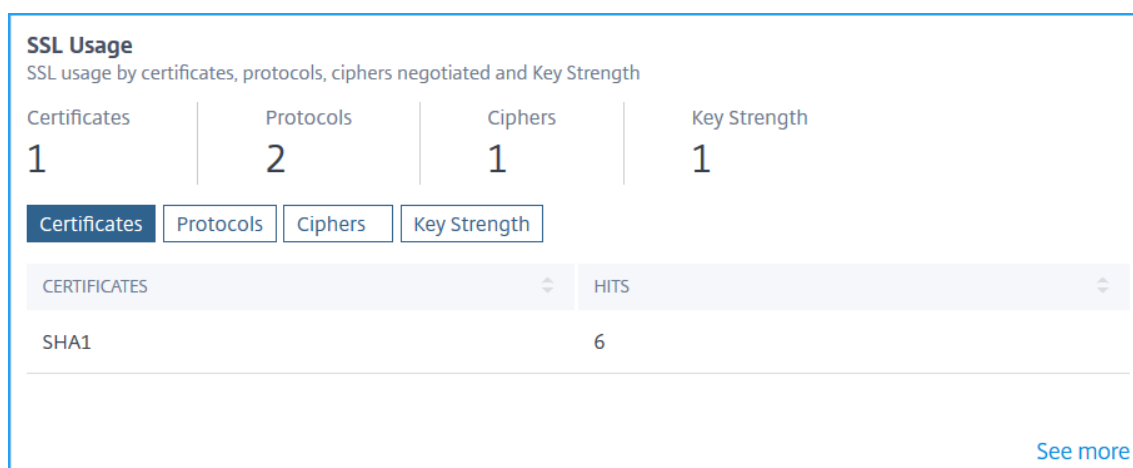 SSL Usage
SSL usage by certificates, protocols, ciphers negotiated and Key Strength
Certificates Protocols Ciphers Key Strength
1 2 1 1
Certificates Protocols Ciphers Key Strength
CERTIFICATES HITS
SHA1 6
See more